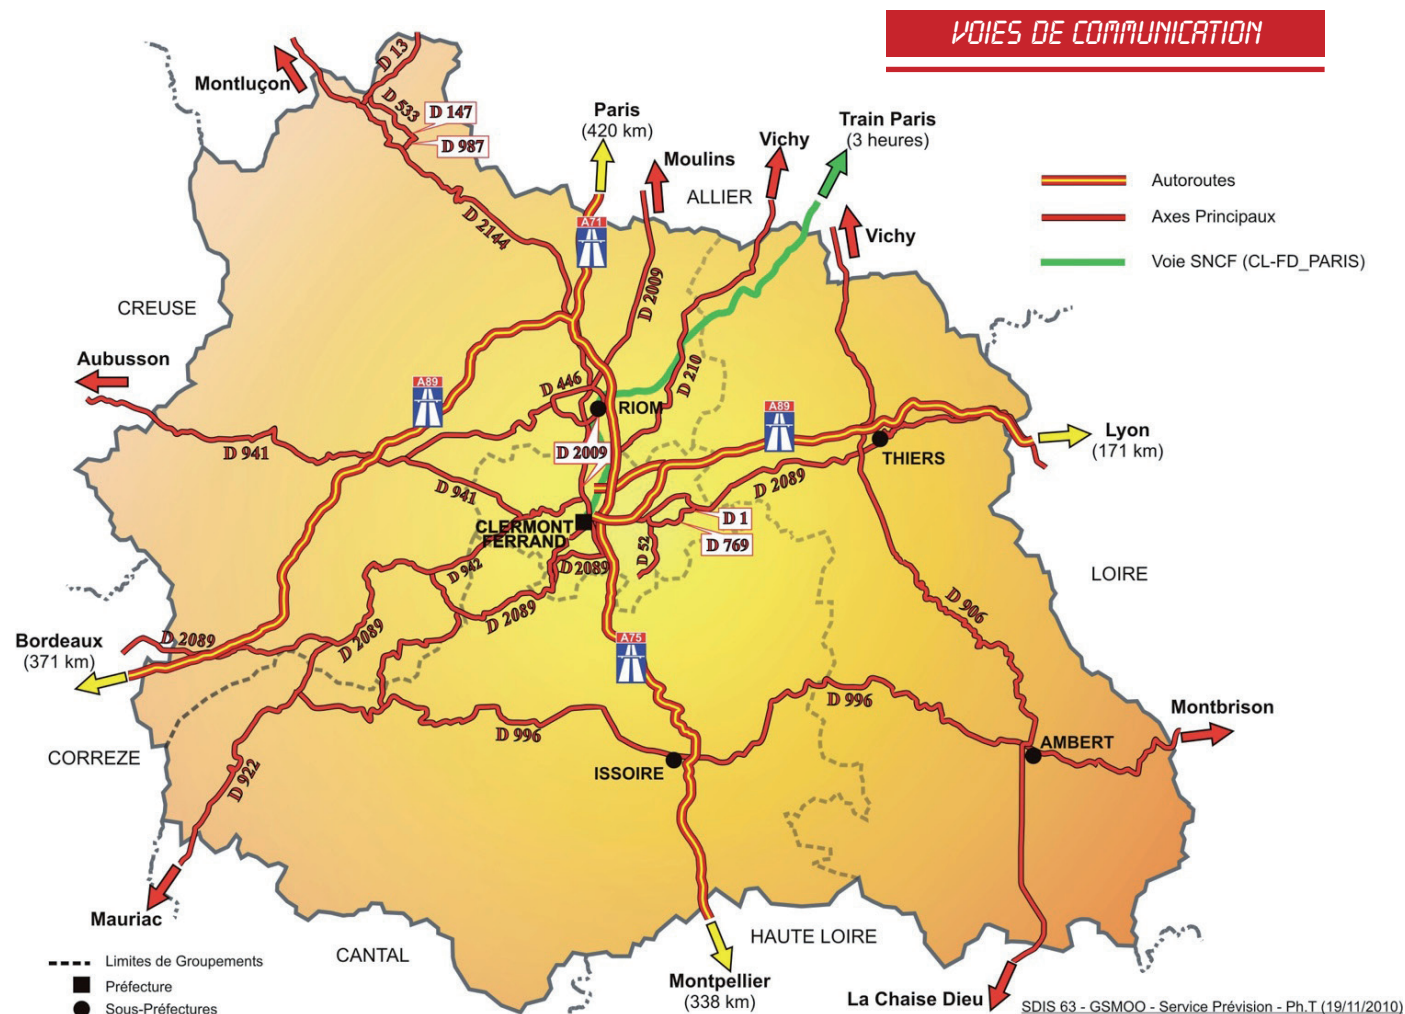 VOIES DE COMMUNICATION
D 13
Montluçon
D 533
D 147
D 987
Paris
(420 km)
Train Paris
(3 heures)
Vichy
Moulins
ALLIER
Autoroutes
Axes Principaux
Voie SNCF (CL-FD_PARIS)
A71
Vichy
D 2144
D 2009
CREUSE
Aubusson
A89
D 446
D 210
RIOM
A89
Lyon
(171 km)
D 941
D 2009
THIERS
D 941
D 2089
CLERMONT
FERRAND
D 1
D 769
D 52
D 942
D 2089
LOIRE
D 2089
D 906
D 2089
D 2089
Bordeaux
(371 km)
A75
D 996
Montbrison
D 996
AMBERT
CORREZE
ISSOIRE
D 922
Mauriac
CANTAL
HAUTE LOIRE
Limites de Groupements
Préfecture
Sous-Préfectures
Montpellier
(338 km)
La Chaise Dieu
SDIS 63 - GSMOO - Service Prévision - Ph.T (19/11/2010)